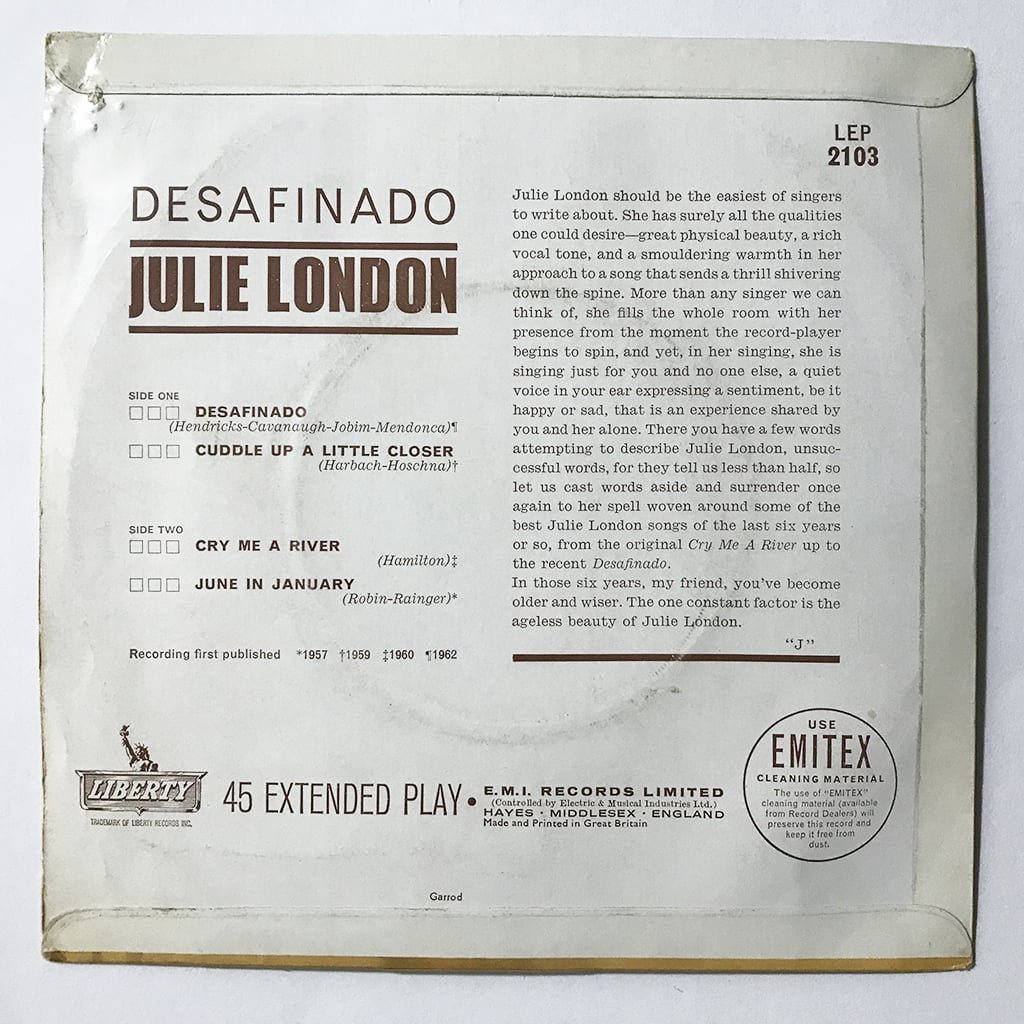 LEP
2103
DESAFINADO
JULIE LONDON
SIDE ONE
DESAFINADO
(Hendricks-Cavanaugh-Jobim-Mendonca)¶
CUDDLE UP A LITTLE CLOSER
(Harbach-Hoschna)†
SIDE TWO
CRY ME A RIVER
(Hamilton)‡
JUNE IN JANUARY
(Robin-Rainger)*
Recording first published *1957 †1959 ‡1960 ¶1962
Julie London should be the easiest of singers
to write about. She has surely all the qualities
one could desire—great physical beauty, a rich
vocal tone, and a smouldering warmth in her
approach to a song that sends a thrill shivering
down the spine. More than any singer we can
think of, she fills the whole room with her
presence from the moment the record-player
begins to spin, and yet, in her singing, she is
singing just for you and no one else, a quiet
voice in your ear expressing a sentiment, be it
happy or sad, that is an experience shared by
you and her alone. There you have a few words
attempting to describe Julie London, unsuc-
cessful words, for they tell us less than half, so
let us cast words aside and surrender once
again to her spell woven around some of the
best Julie London songs of the last six years
or so, from the original Cry Me A River up to
the recent Desafinado.
In those six years, my friend, you've become
older and wiser. The one constant factor is the
ageless beauty of Julie London.
"J"
LIBERTY
TRADEMARK OF LIBERTY RECORDS INC.
45 EXTENDED PLAY •
E.M.I. RECORDS LIMITED
(Controlled by Electric & Musical Industries Ltd.)
HAYES · MIDDLESEX · ENGLAND
Made and Printed in Great Britain
USE
EMITEX
CLEANING MATERIAL
The use of "EMITEX"
cleaning material (available
from Record Dealers) will
preserve this record and
keep it free from
dust.
Garrod